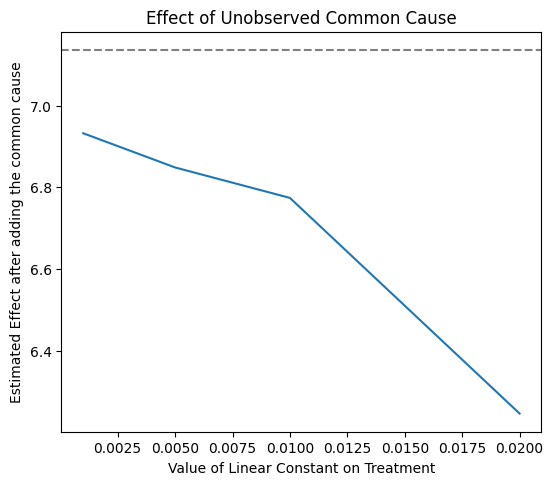 Effect of Unobserved Common Cause
Estimated Effect after adding the common cause
7.0
6.8
6.6
6.4
0.0025 0.0050 0.0075 0.0100 0.0125 0.0150 0.0175 0.0200
Value of Linear Constant on Treatment